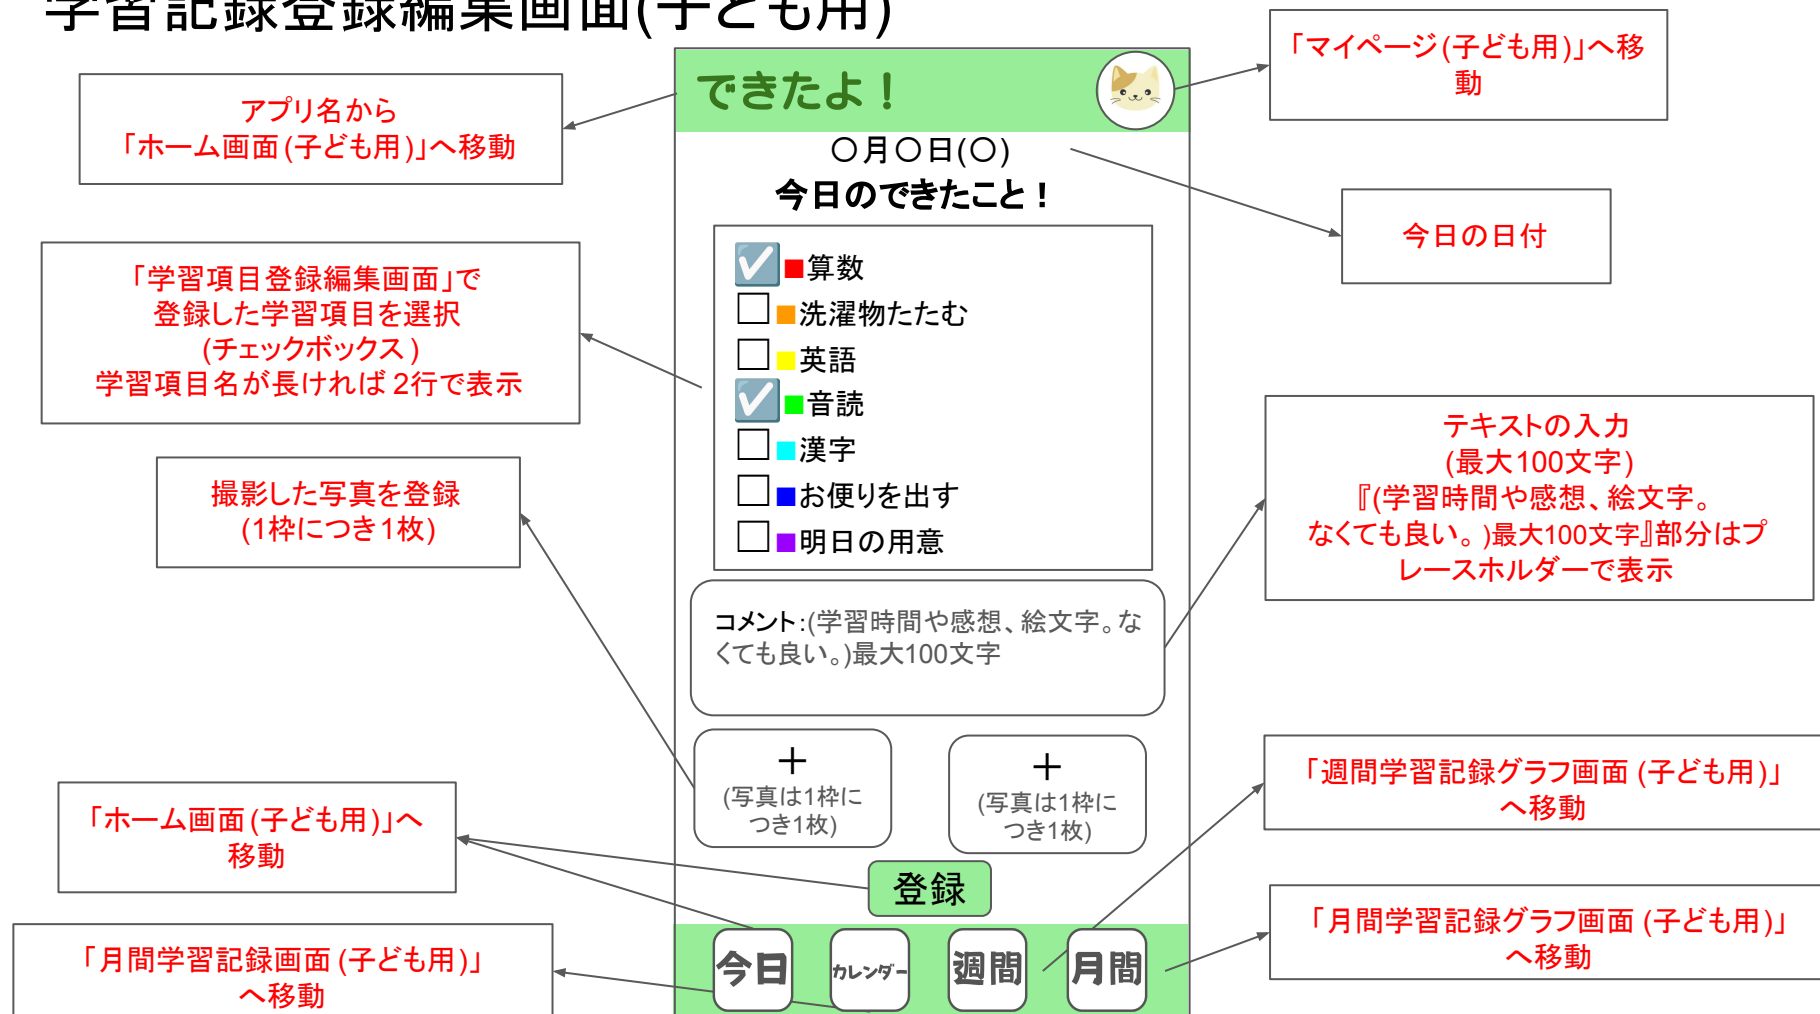 学習記録登録編集画面(子ども用)
「マイページ(子ども用)」へ移
動
アプリ名から
「ホーム画面(子ども用)」へ移動
できたよ！
〇月〇日(〇)
今日のできたこと！
今日の日付
「学習項目登録編集画面」で
登録した学習項目を選択
(チェックボックス)
学習項目名が長ければ2行で表示
算数
洗濯物たたむ
英語
音読
漢字
お便りを出す
明日の用意
撮影した写真を登録
(1枠につき1枚)
テキストの入力
(最大100文字)
『(学習時間や感想、絵文字。
なくても良い。)最大100文字』部分はプ
レースホルダーで表示
コメント:(学習時間や感想、絵文字。な
くても良い。)最大100文字
＋
(写真は1枠に
つき1枚)
＋
(写真は1枠に
つき1枚)
「ホーム画面(子ども用)」へ
移動
「週間学習記録グラフ画面(子ども用)」
へ移動
登録
「月間学習記録グラフ画面(子ども用)」
へ移動
「月間学習記録画面(子ども用)」
へ移動
今日
カレンダー
週間
月間